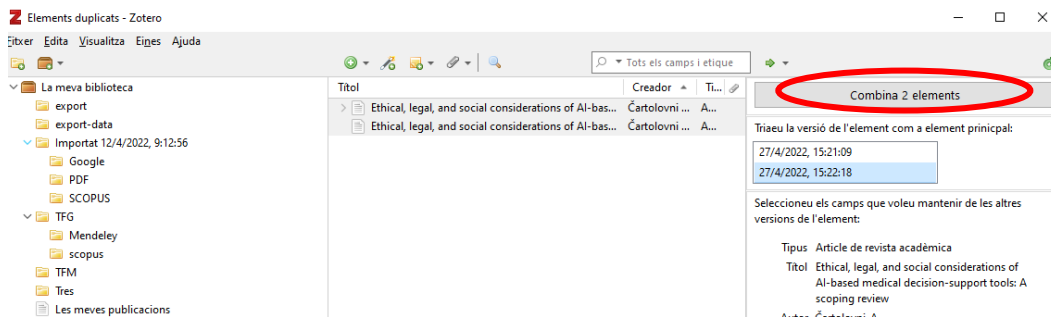 Elements duplicats - Zotero
Fitxer Edita Visualitza Eines Ajuda
Tots els camps i etique
La meva biblioteca
export
export-data
Importat 12/4/2022, 9:12:56
Google
PDF
SCOPUS
TFG
Mendeley
scopus
TFM
Tres
Les meves publicacions
Títol Creador Ti...
Ethical, legal, and social considerations of AI-bas... Čartolovni ... A...
Ethical, legal, and social considerations of AI-bas... Čartolovni ... A...
Combina 2 elements
Triaeu la versió de l'element com a element prinicpal:
27/4/2022, 15:21:09
27/4/2022, 15:22:18
Seleccioneu els camps que voleu mantenir de les altres
versions de l'element:
Tipus Article de revista acadèmica
Títol Ethical, legal, and social considerations of
AI-based medical decision-support tools: A
scoping review
Autor Čartolovni, A